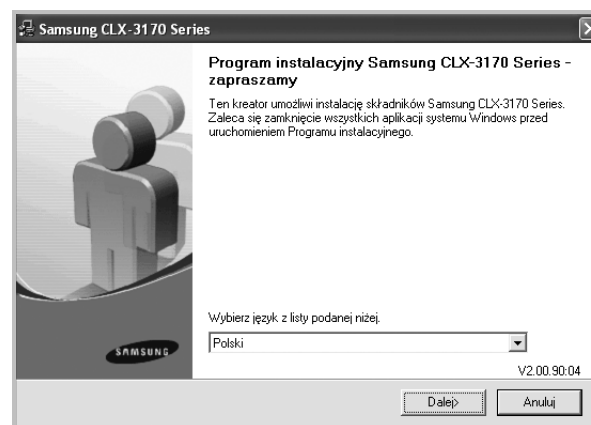 Samsung CLX-3170 Series
Program instalacyjny Samsung CLX-3170 Series -
zapraszamy
Ten kreator umożliwi instalację składników Samsung CLX-3170 Series.
Zaleca się zamknięcie wszystkich aplikacji systemu Windows przed
uruchomieniem Programu instalacyjnego.
Wybierz język z listy podanej niżej.
Polski
SAMSUNG
V2.00.90:04
Dalej>
Anuluj